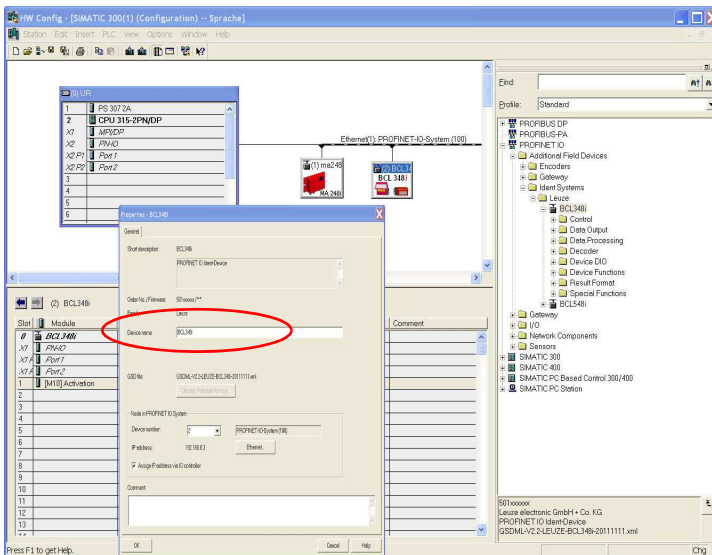 HW Config - [SIMATIC 300(1) (Configuration) -- Sprache]
Station Edit Insert PLC View Options Window Help
(0) UR
1 PS 307 2A
2 CPU 315-2PN/DP
X1 MPI/DP
X2 PN-IO
X2 P1 Port 1
X2 P2 Port 2
3
4
5
6
Ethernet(1): PROFINET-IO-System (100)
(1) ma248
MA 248i
(2) BCL34
BCL 348i
Find:
Profile: Standard
PROFIBUS DP
PROFIBUS-PA
PROFINET IO
Additional Field Devices
Encoders
Gateway
Ident Systems
Leuze
BCL348i
Control
Data Output
Data Processing
Decoder
Device DIO
Device Functions
Result Format
Special Functions
BCL548i
Gateway
I/O
Network Components
Sensors
SIMATIC 300
SIMATIC 400
SIMATIC PC Based Control 300/400
SIMATIC PC Station
Properties - BCL348i
General
Short description: BCL348i
PROFINET IO Ident-Device
Order No. / Firmware: 501xxxxxx / **
Leuze
Device name: BCL348i
GSD file: GSDML-V2.2-LEUZE-BCL348i-20111111.xml
Node in PROFINET IO System
Device number: 2 PROFINET-IO-System (100)
IP address: 192.168.0.3 Ethernet...
Assign IP address via IO controller
Comment:
OK Cancel Help
(2) BCL348i
Slot Module Comment
0 BCL348i
X1 PN-IO
Port 1
Port 2
1 [M10] Activation
2
3
4
5
6
7
8
9
10
11
12
13
501xxxxxx
Leuze electronic GmbH + Co. KG
PROFINET IO Ident-Device
GSDML-V2.2-LEUZE-BCL348i-20111111.xml
Press F1 to get Help.
Chg